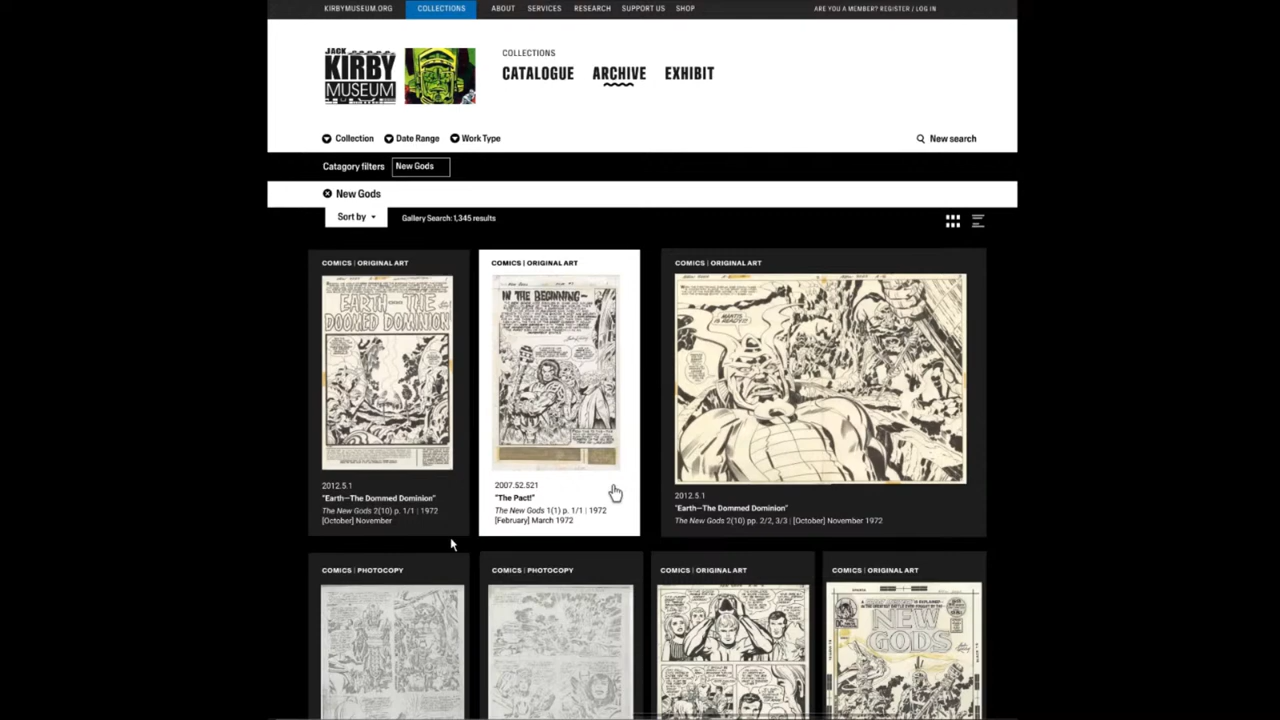 KIRBYMUSEUM.ORG COLLECTIONS ABOUT SERVICES RESEARCH SUPPORT US SHOP ARE YOU A MEMBER? REGISTER / LOG IN
JACK
KIRBY
MUSEUM
COLLECTIONS
CATALOGUE ARCHIVE EXHIBIT
Collection Date Range Work Type New search
Catagory filters New Gods
New Gods
Sort by Gallery Search: 1,345 results
COMICS | ORIGINAL ART
EARTH— THE
DOOMED DOMINION
2012.5.1
"Earth—The Dommed Dominion"
The New Gods 2(10) p. 1/1 | 1972
[October] November
COMICS | ORIGINAL ART
IN THE BEGINNING—
2007.52.521
"The Pact!"
The New Gods 1(1) p. 1/1 | 1972
[February] March 1972
COMICS | ORIGINAL ART
MANTIS
IS READY!!
2012.5.1
"Earth—The Dommed Dominion"
The New Gods 2(10) pp. 2/2, 3/3 | [October] November 1972
COMICS | PHOTOCOPY
COMICS | PHOTOCOPY
COMICS | ORIGINAL ART
COMICS | ORIGINAL ART
NEW
GODS